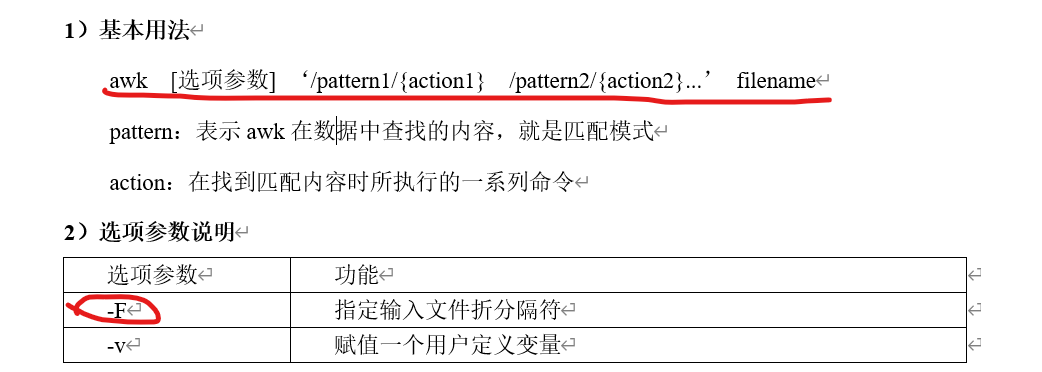 1）基本用法
awk [选项参数] ‘/pattern1/{action1} /pattern2/{action2}...’ filename
pattern：表示 awk 在数据中查找的内容，就是匹配模式
action：在找到匹配内容时所执行的一系列命令
2）选项参数说明
选项参数 功能
-F 指定输入文件折分隔符
-v 赋值一个用户定义变量